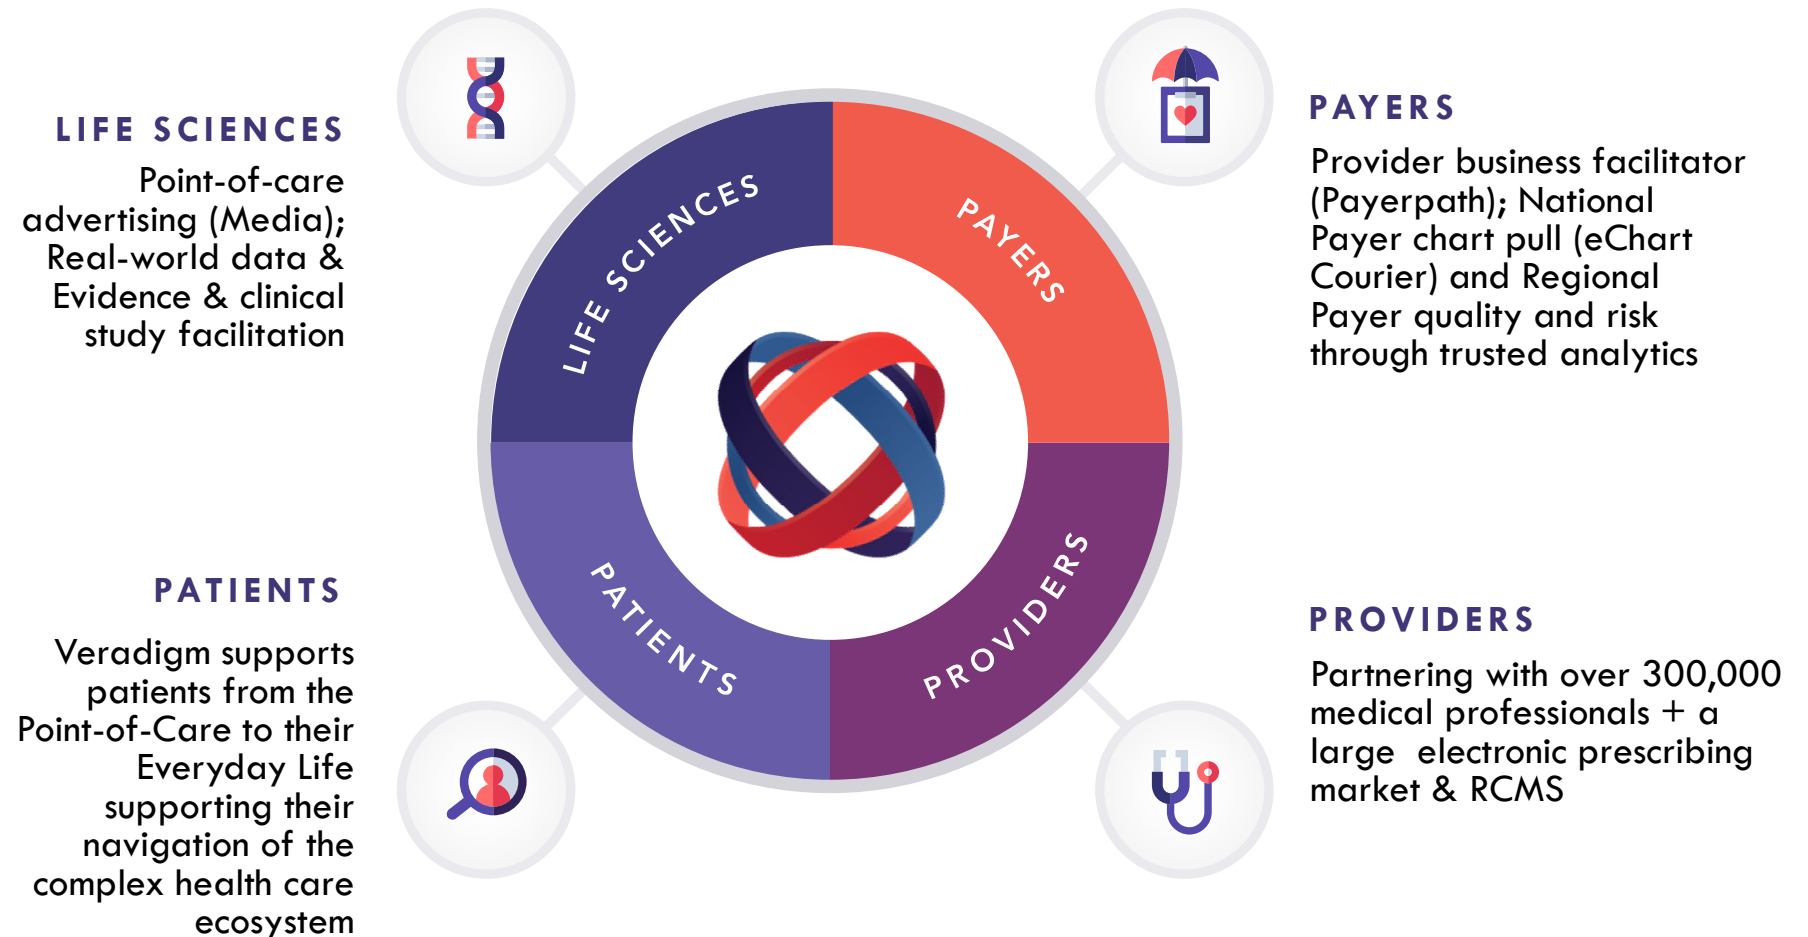 LIFE SCIENCES
Point-of-care
advertising (Media);
Real-world data &
Evidence & clinical
study facilitation
PAYERS
Provider business facilitator
(Payerpath); National
Payer chart pull (eChart
Courier) and Regional
Payer quality and risk
through trusted analytics
LIFE SCIENCES
PAYERS
PATIENTS
PROVIDERS
PATIENTS
Veradigm supports
patients from the
Point-of-Care to their
Everyday Life
supporting their
navigation of the
complex health care
ecosystem
PROVIDERS
Partnering with over 300,000
medical professionals + a
large  electronic prescribing
market & RCMS